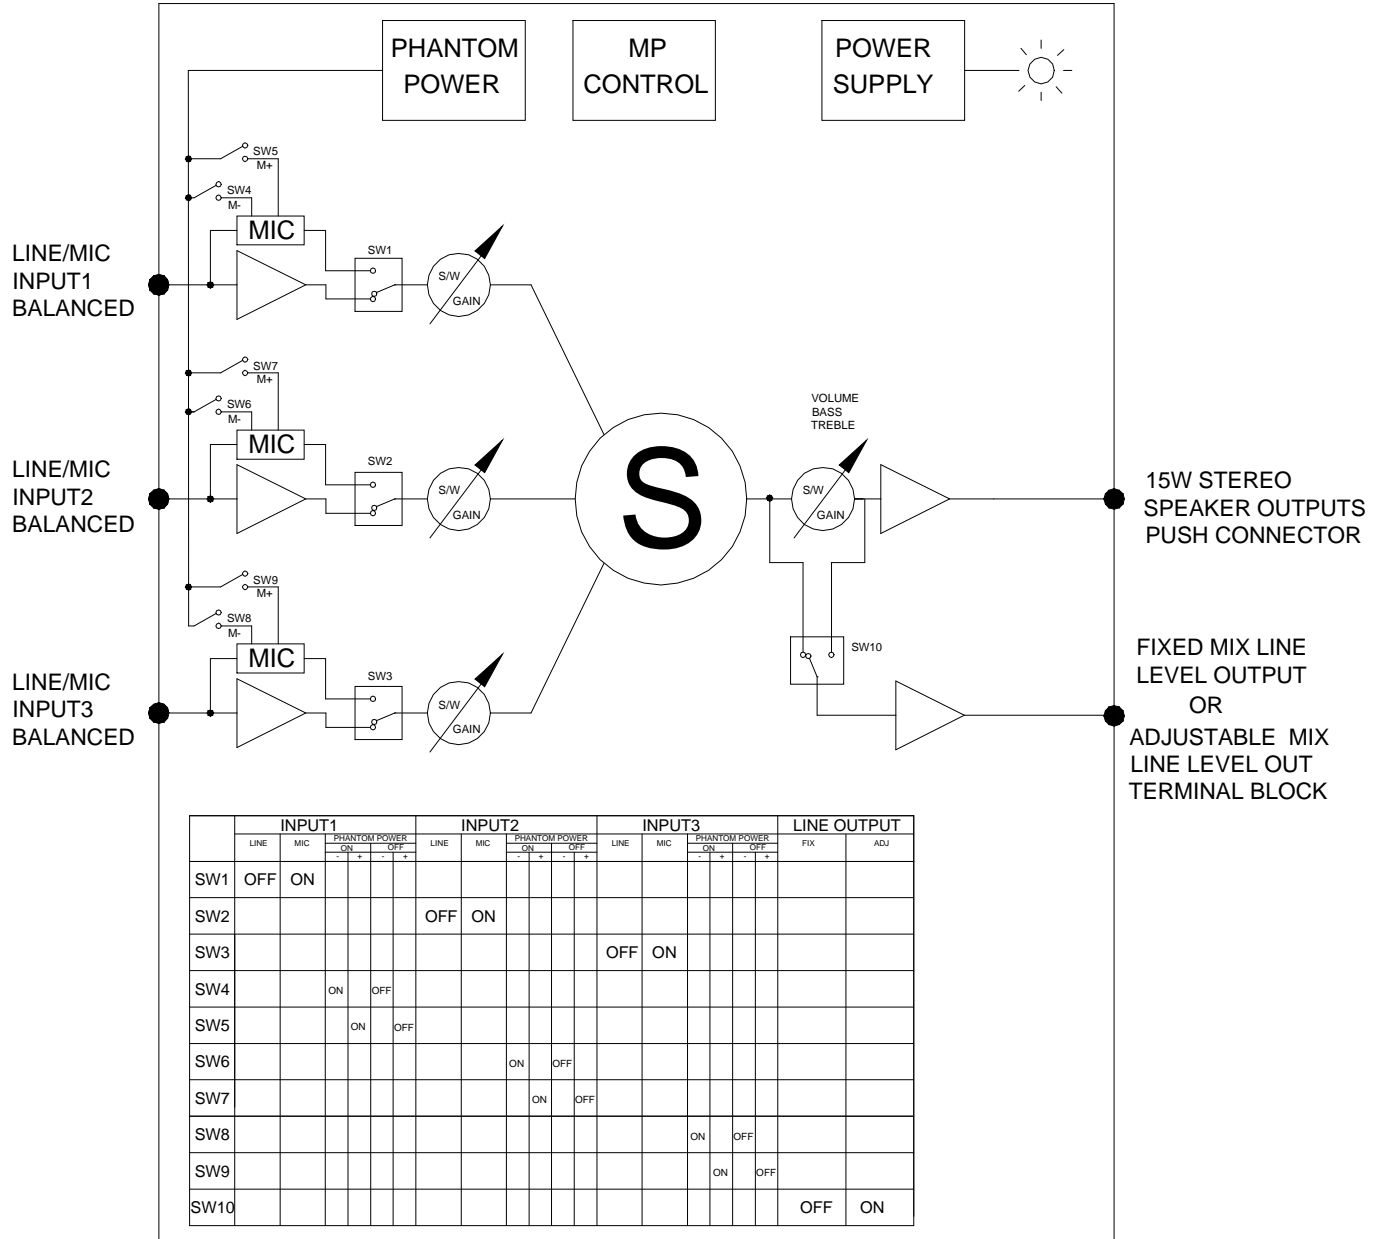 PHANTOM
POWER
MP
CONTROL
POWER
SUPPLY
SW5
M+
SW4
M-
MIC
LINE/MIC
INPUT1
BALANCED
SW1
S/W
GAIN
SW7
M+
SW6
M-
MIC
LINE/MIC
INPUT2
BALANCED
SW2
S/W
GAIN
SW9
M+
SW8
M-
MIC
LINE/MIC
INPUT3
BALANCED
SW3
S/W
GAIN
S
VOLUME
BASS
TREBLE
S/W
GAIN
SW10
15W STEREO
SPEAKER OUTPUTS
PUSH CONNECTOR
FIXED MIX LINE
LEVEL OUTPUT
OR
ADJUSTABLE MIX
LINE LEVEL OUT
TERMINAL BLOCK
INPUT1 INPUT2 INPUT3 LINE OUTPUT
LINE MIC PHANTOM POWER LINE MIC PHANTOM POWER LINE MIC PHANTOM POWER FIX ADJ
ON OFF ON OFF ON OFF
- + - + - + - + - + - +
SW1 OFF ON
SW2 OFF ON
SW3 OFF ON
SW4 ON OFF
SW5 ON OFF
SW6 ON OFF
SW7 ON OFF
SW8 ON OFF
SW9 ON OFF
SW10 OFF ON